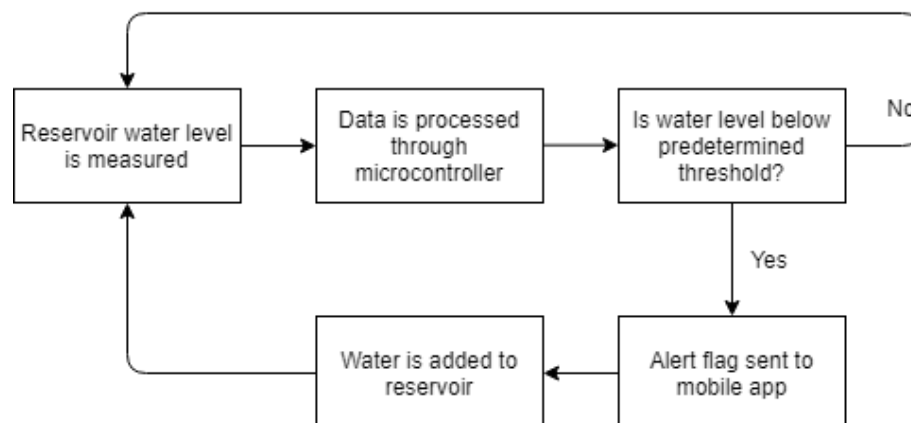 Reservoir water level
is measured
Data is processed
through
microcontroller
Is water level below
predetermined
threshold?
No
Yes
Water is added to
reservoir
Alert flag sent to
mobile app